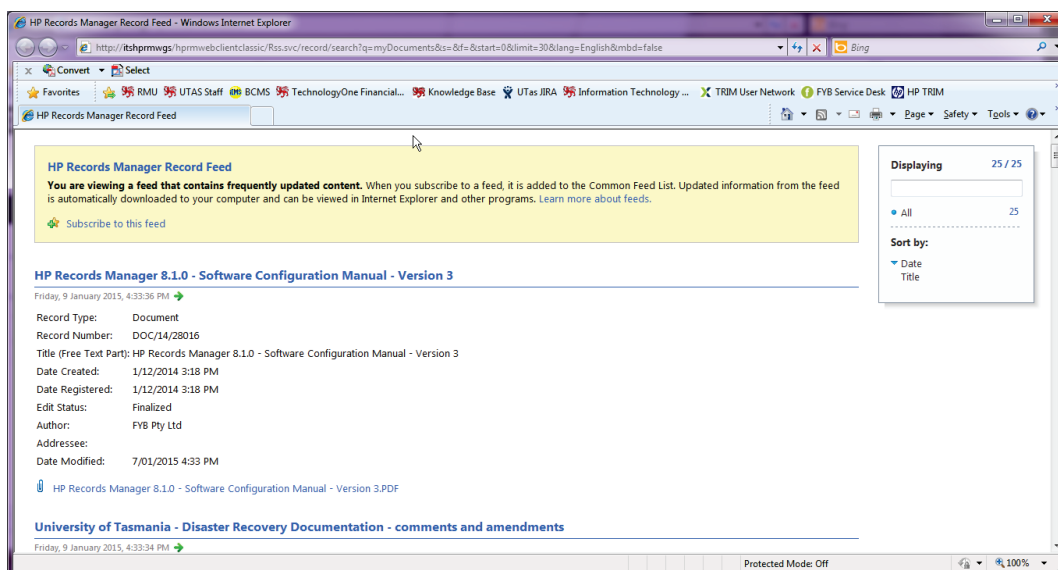 HP Records Manager Record Feed - Windows Internet Explorer
http://itshprmwgs/hprmwebclientclassic/Rss.svc/record/search?q=myDocuments&s=&f=&start=0&limit=30&lang=English&mbd=false
Bing
x Convert Select
Favorites RMU UTAS Staff BCMS TechnologyOne Financial... Knowledge Base UTas JIRA Information Technology ... TRIM User Network FYB Service Desk HP TRIM
HP Records Manager Record Feed
Page Safety Tools
HP Records Manager Record Feed
You are viewing a feed that contains frequently updated content. When you subscribe to a feed, it is added to the Common Feed List. Updated information from the feed
is automatically downloaded to your computer and can be viewed in Internet Explorer and other programs. Learn more about feeds.
Subscribe to this feed
Displaying 25 / 25
All 25
Sort by:
Date
Title
HP Records Manager 8.1.0 - Software Configuration Manual - Version 3
Friday, 9 January 2015, 4:33:36 PM
Record Type: Document
Record Number: DOC/14/28016
Title (Free Text Part): HP Records Manager 8.1.0 - Software Configuration Manual - Version 3
Date Created: 1/12/2014 3:18 PM
Date Registered: 1/12/2014 3:18 PM
Edit Status: Finalized
Author: FYB Pty Ltd
Addressee:
Date Modified: 7/01/2015 4:33 PM
HP Records Manager 8.1.0 - Software Configuration Manual - Version 3.PDF
University of Tasmania - Disaster Recovery Documentation - comments and amendments
Friday, 9 January 2015, 4:33:34 PM
Protected Mode: Off 100%